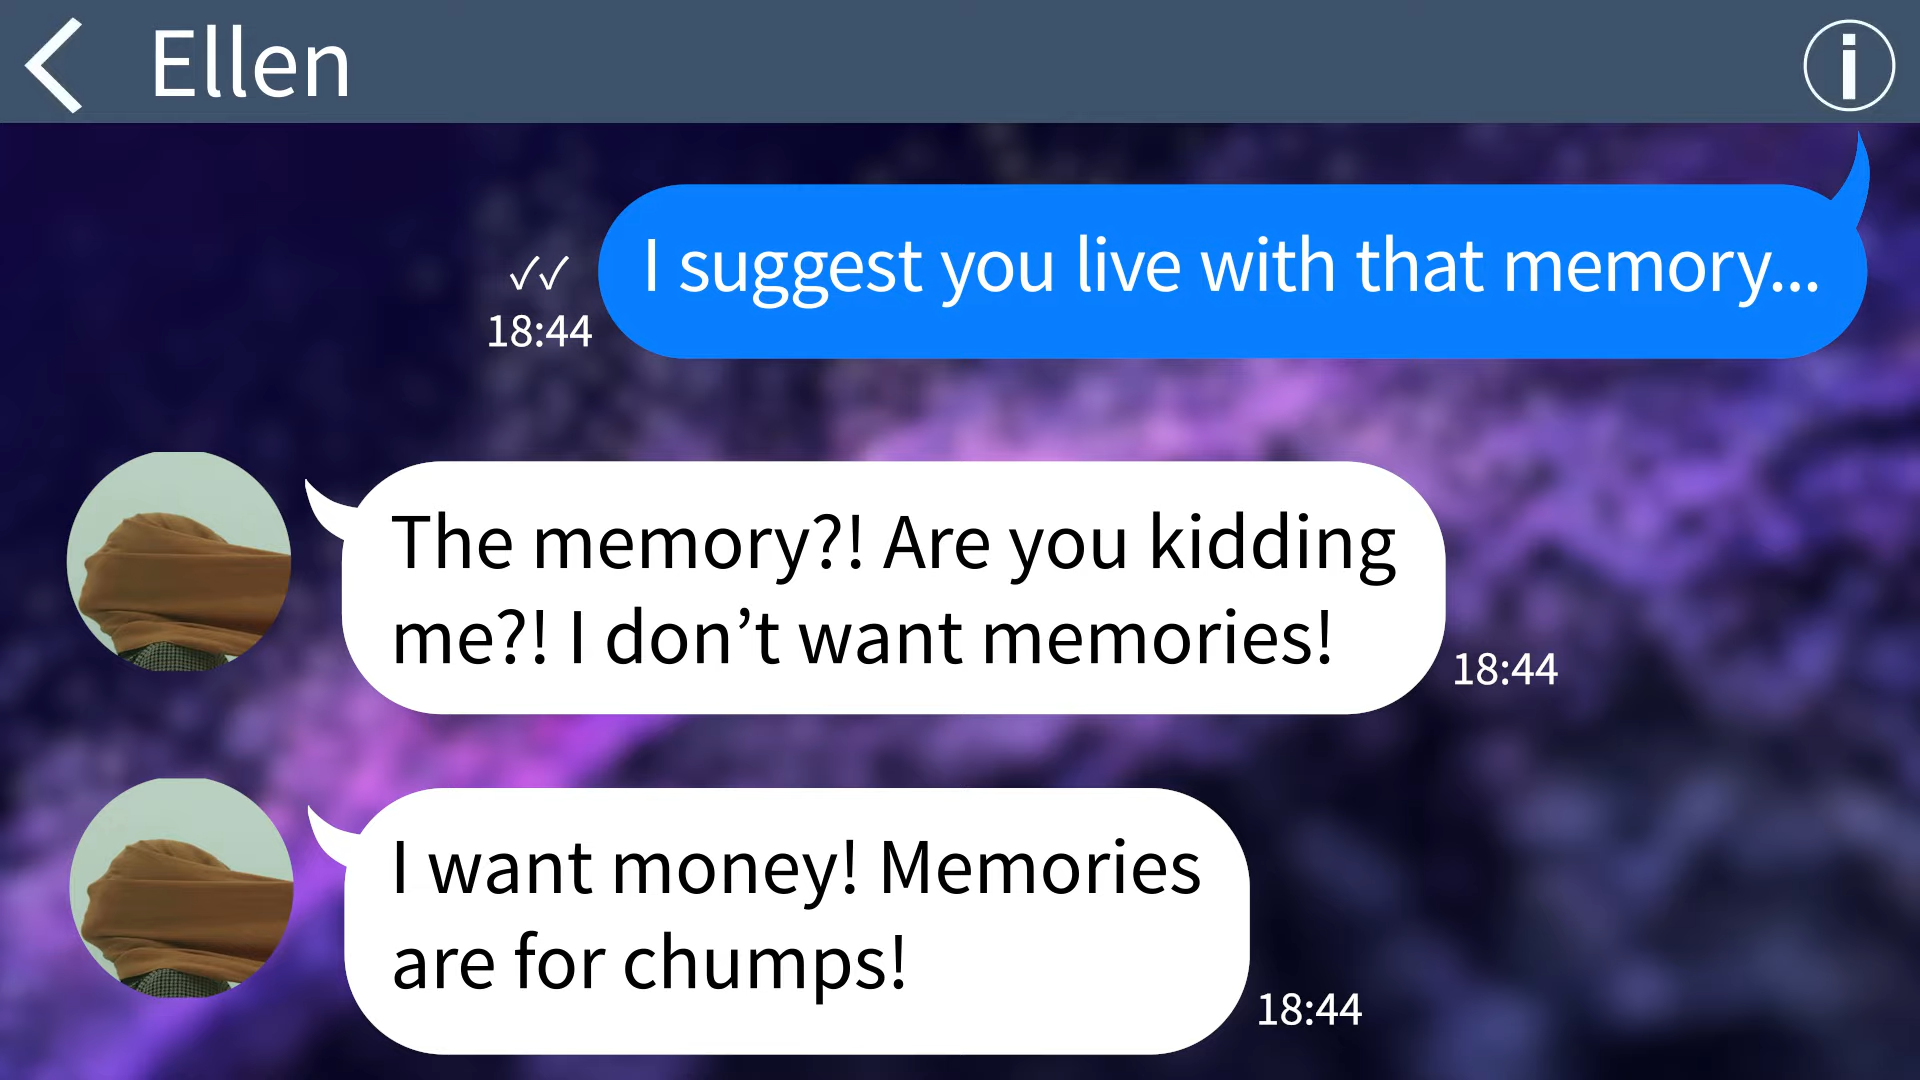 Ellen
I suggest you live with that memory...
✓✓
18:44
The memory?! Are you kidding
me?! I don’t want memories!
18:44
I want money! Memories
are for chumps!
18:44